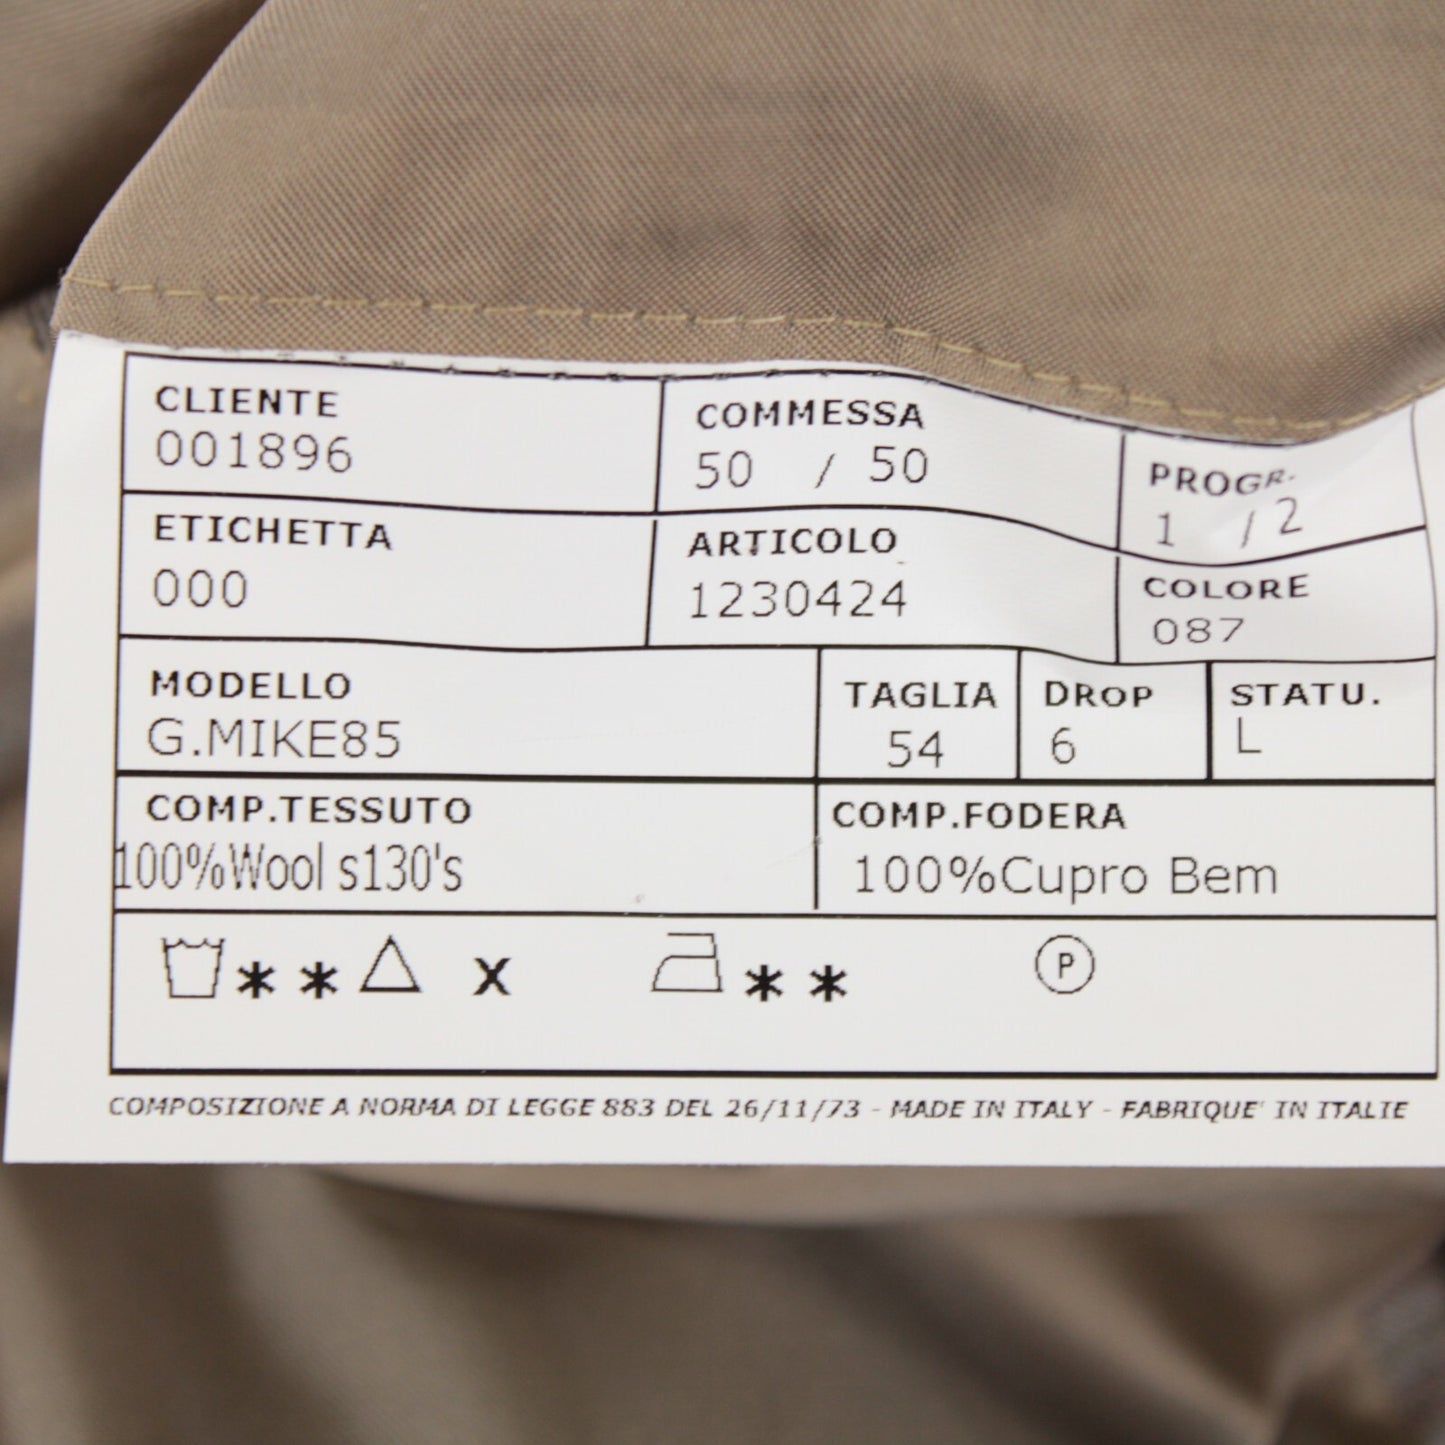 CLIENTE COMMESSA
001896 50 / 50 PROGR.
1 / 2
ETICHETTA ARTICOLO
000 1230424 COLORE
087
MODELLO TAGLIA DROP STATU.
G.MIKE85 54 6 L
COMP.TESSUTO COMP.FODERA
100%Wool s130's 100%Cupro Bem
** X ** P
COMPOSIZIONE A NORMA DI LEGGE 883 DEL 26/11/73 - MADE IN ITALY - FABRIQUE' IN ITALIE